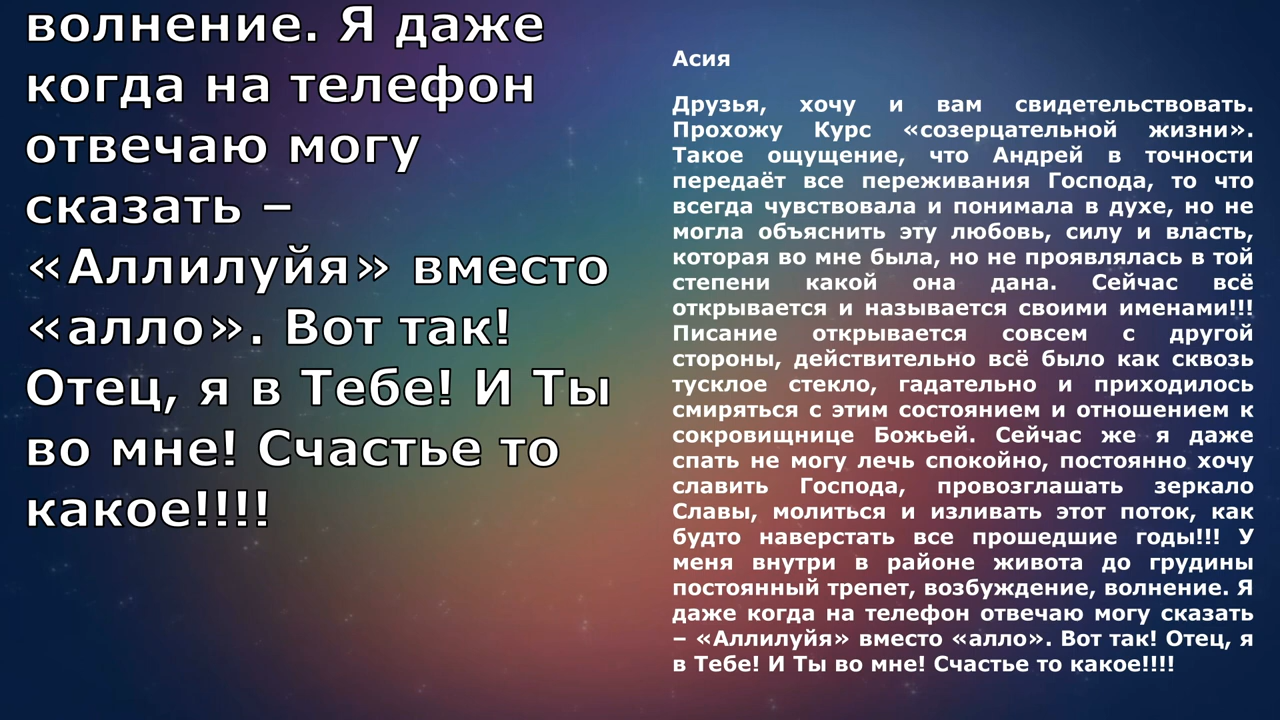 волнение. Я даже
когда на телефон
отвечаю могу
сказать –
«Аллилуйя» вместо
«алло». Вот так!
Отец, я в Тебе! И Ты
во мне! Счастье то
какое!!!!
Асия
Друзья, хочу и вам свидетельствовать.
Прохожу Курс «созерцательной жизни».
Такое ощущение, что Андрей в точности
передаёт все переживания Господа, то что
всегда чувствовала и понимала в духе, но не
могла объяснить эту любовь, силу и власть,
которая во мне была, но не проявлялась в той
степени какой она дана. Сейчас всё
открывается и называется своими именами!!!
Писание открывается совсем с другой
стороны, действительно всё было как сквозь
тусклое стекло, гадательно и приходилось
смиряться с этим состоянием и отношением к
сокровищнице Божьей. Сейчас же я даже
спать не могу лечь спокойно, постоянно хочу
славить Господа, провозглашать зеркало
Славы, молиться и изливать этот поток, как
будто наверстать все прошедшие годы!!! У
меня внутри в районе живота до грудины
постоянный трепет, возбуждение, волнение. Я
даже когда на телефон отвечаю могу сказать
– «Аллилуйя» вместо «алло». Вот так! Отец, я
в Тебе! И Ты во мне! Счастье то какое!!!!